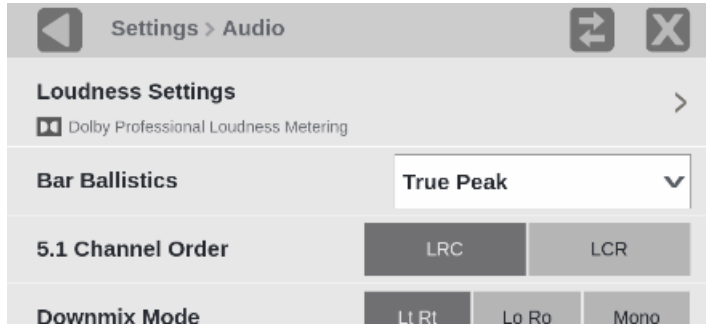 Settings > Audio
Loudness Settings
>
Dolby Professional Loudness Metering
Bar Ballistics True Peak
5.1 Channel Order LRC LCR
Downmix Mode Lt Rt Lo Ro Mono